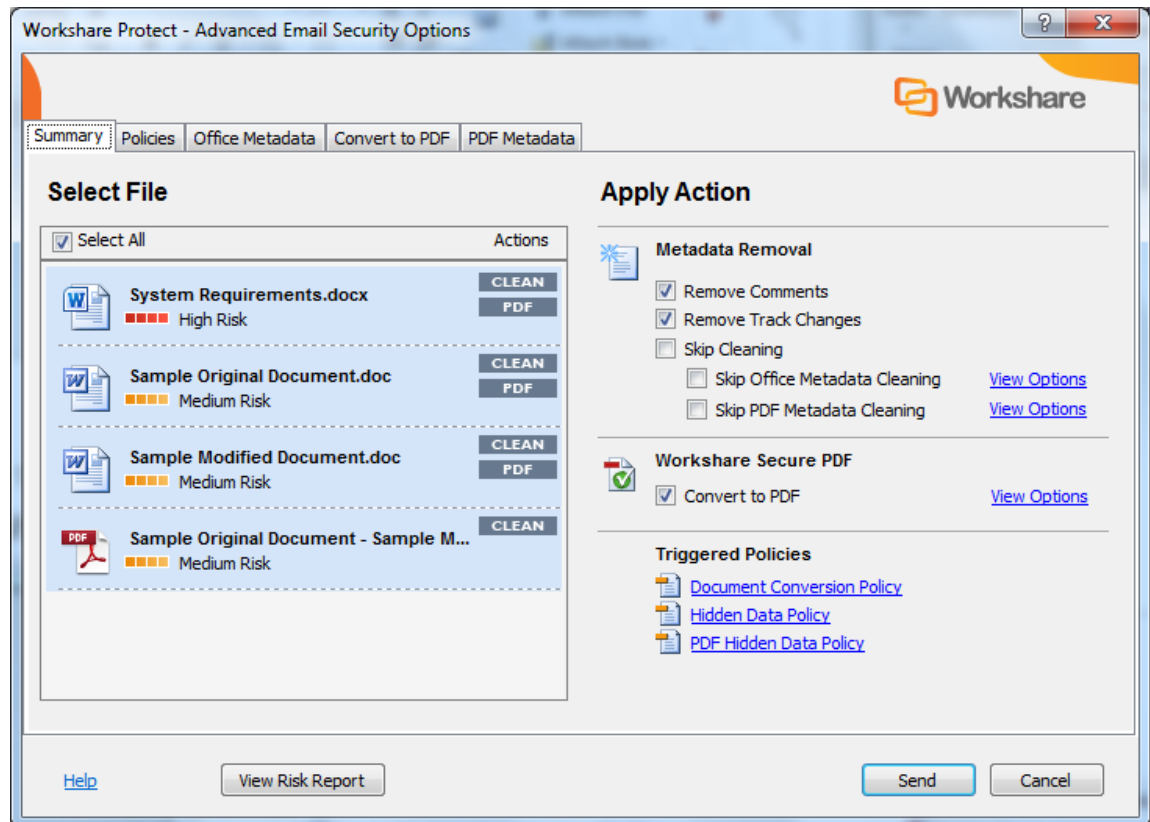 Workshare Protect - Advanced Email Security Options
Workshare
Summary Policies Office Metadata Convert to PDF PDF Metadata
Select File
Select All Actions
System Requirements.docx
High Risk
CLEAN
PDF
Sample Original Document.doc
Medium Risk
CLEAN
PDF
Sample Modified Document.doc
Medium Risk
CLEAN
PDF
PDF
Sample Original Document - Sample M...
Medium Risk
CLEAN
Apply Action
Metadata Removal
Remove Comments
Remove Track Changes
Skip Cleaning
Skip Office Metadata Cleaning View Options
Skip PDF Metadata Cleaning View Options
Workshare Secure PDF
Convert to PDF View Options
Triggered Policies
Document Conversion Policy
Hidden Data Policy
PDF Hidden Data Policy
Help View Risk Report Send Cancel